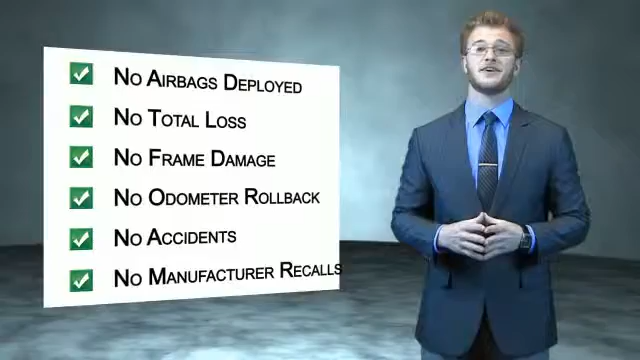 No Airbags Deployed
No Total Loss
No Frame Damage
No Odometer Rollback
No Accidents
No Manufacturer Recalls